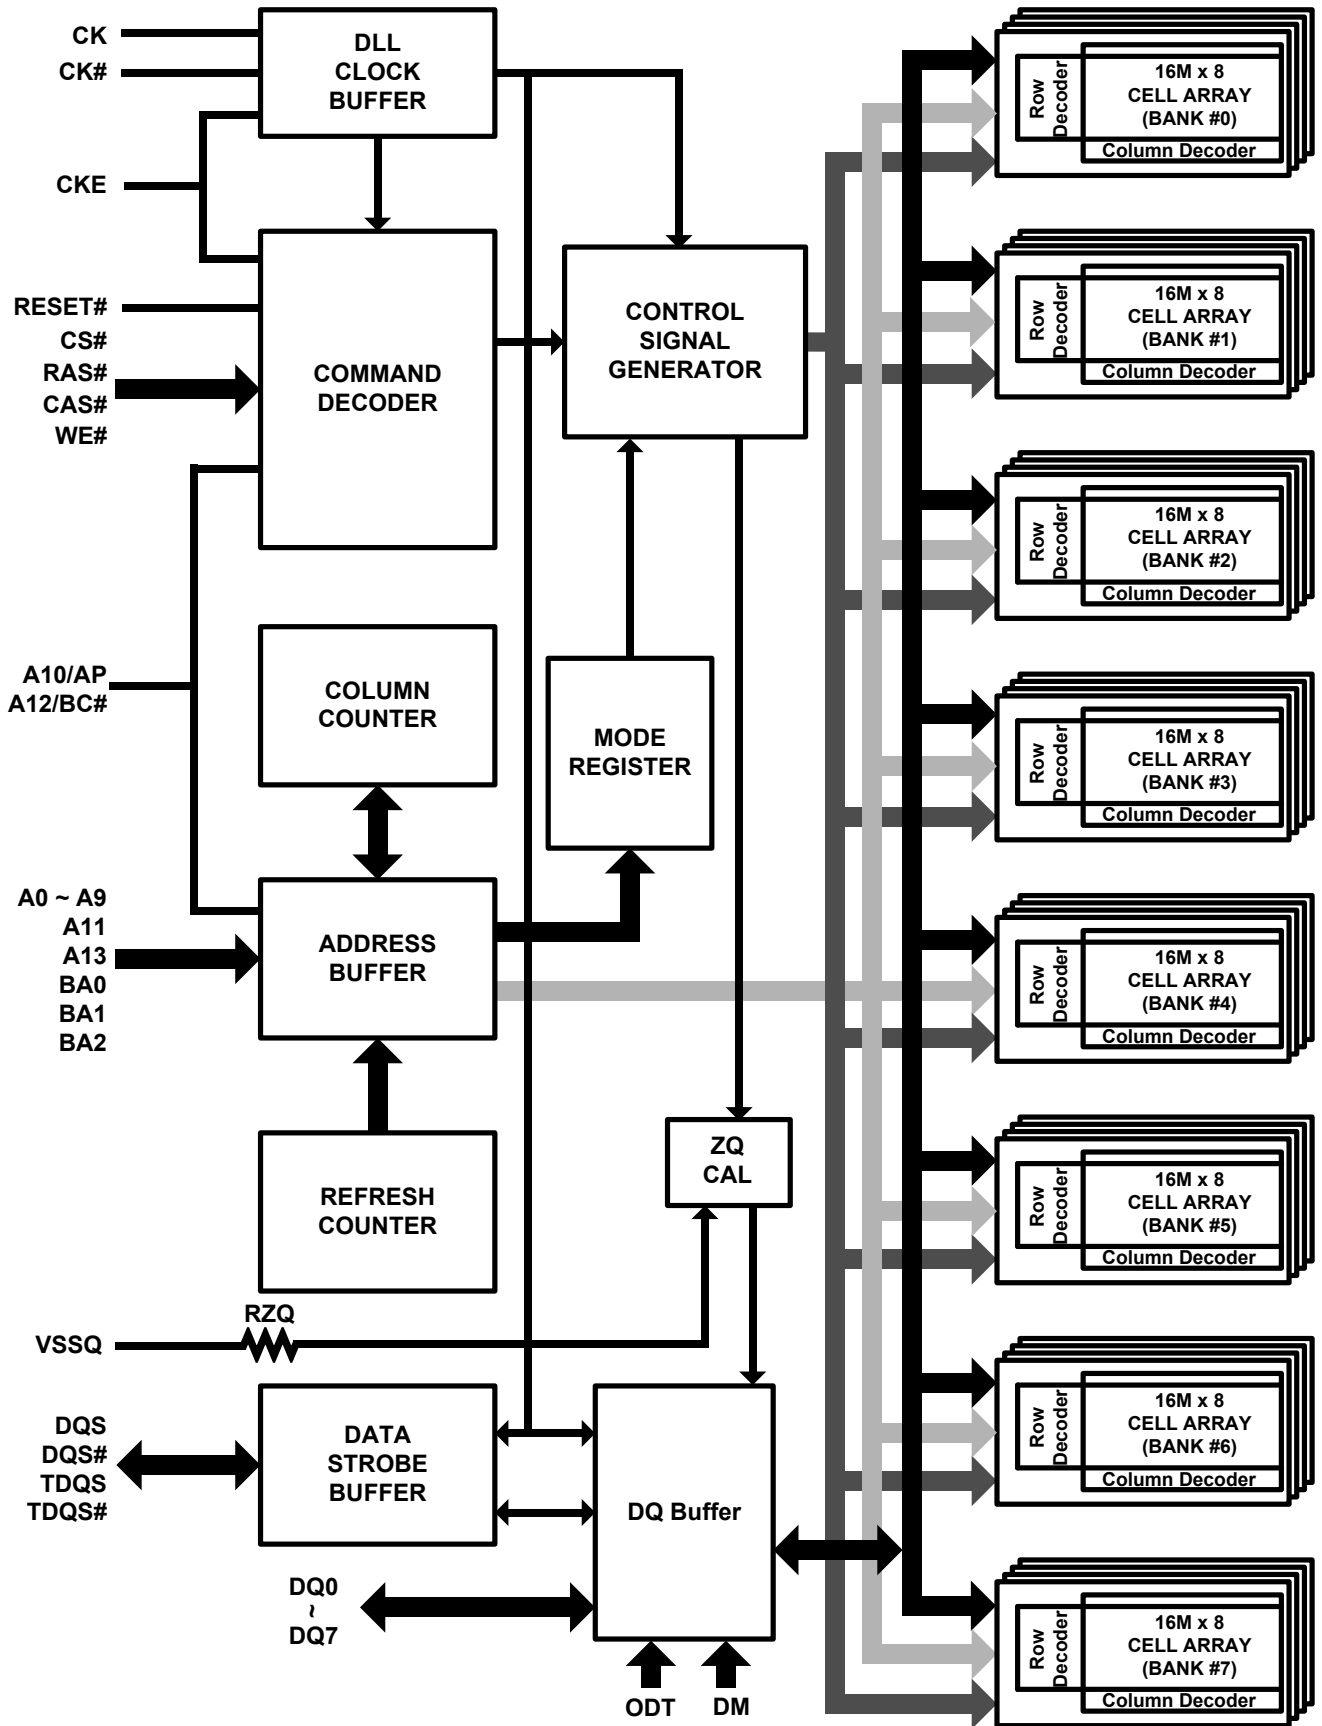 CK
CK#
CKE
RESET#
CS#
RAS#
CAS#
WE#
A10/AP
A12/BC#
A0 ~ A9
A11
A13
BA0
BA1
BA2
VSSQ
RZQ
DQS
DQS#
TDQS
TDQS#
DQ0
~
DQ7
DLL
CLOCK
BUFFER
COMMAND
DECODER
COLUMN
COUNTER
ADDRESS
BUFFER
REFRESH
COUNTER
DATA
STROBE
BUFFER
CONTROL
SIGNAL
GENERATOR
MODE
REGISTER
ZQ
CAL
DQ Buffer
ODT
DM
Row
Decoder
16M x 8
CELL ARRAY
(BANK #0)
Column Decoder
Row
Decoder
16M x 8
CELL ARRAY
(BANK #1)
Column Decoder
Row
Decoder
16M x 8
CELL ARRAY
(BANK #2)
Column Decoder
Row
Decoder
16M x 8
CELL ARRAY
(BANK #3)
Column Decoder
Row
Decoder
16M x 8
CELL ARRAY
(BANK #4)
Column Decoder
Row
Decoder
16M x 8
CELL ARRAY
(BANK #5)
Column Decoder
Row
Decoder
16M x 8
CELL ARRAY
(BANK #6)
Column Decoder
Row
Decoder
16M x 8
CELL ARRAY
(BANK #7)
Column Decoder